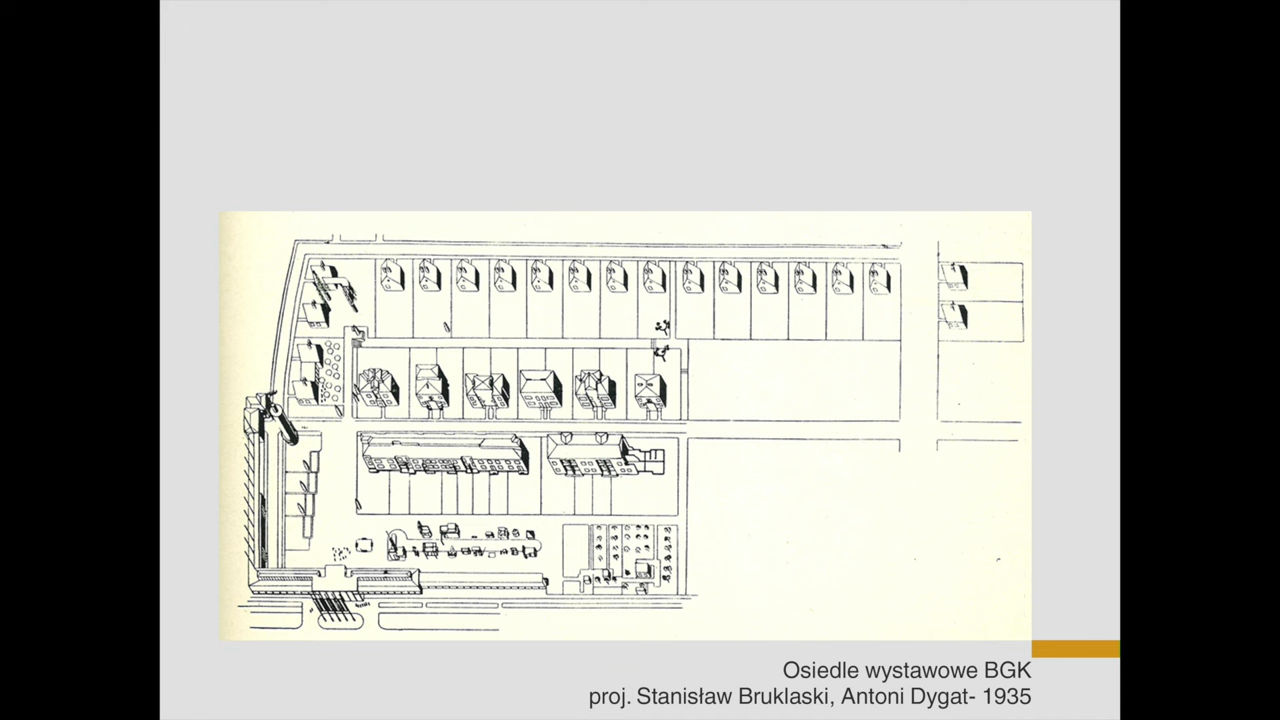 Osiedle wystawowe BGK
proj. Stanisław Bruklaski, Antoni Dygat- 1935